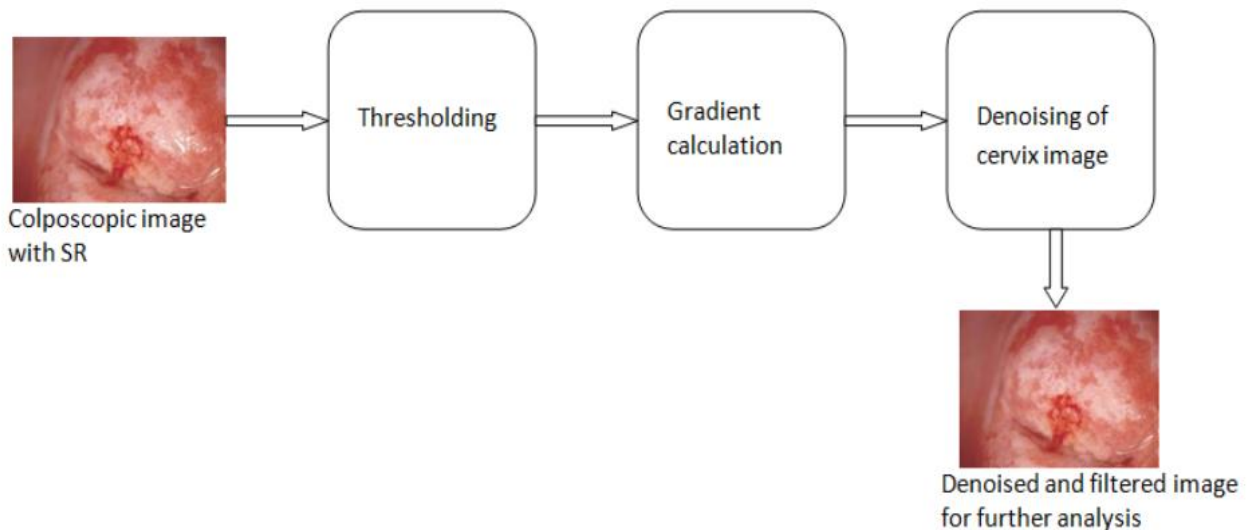 Colposcopic image
with SR
Thresholding
Gradient
calculation
Denoising of
cervix image
Denoised and filtered image
for further analysis